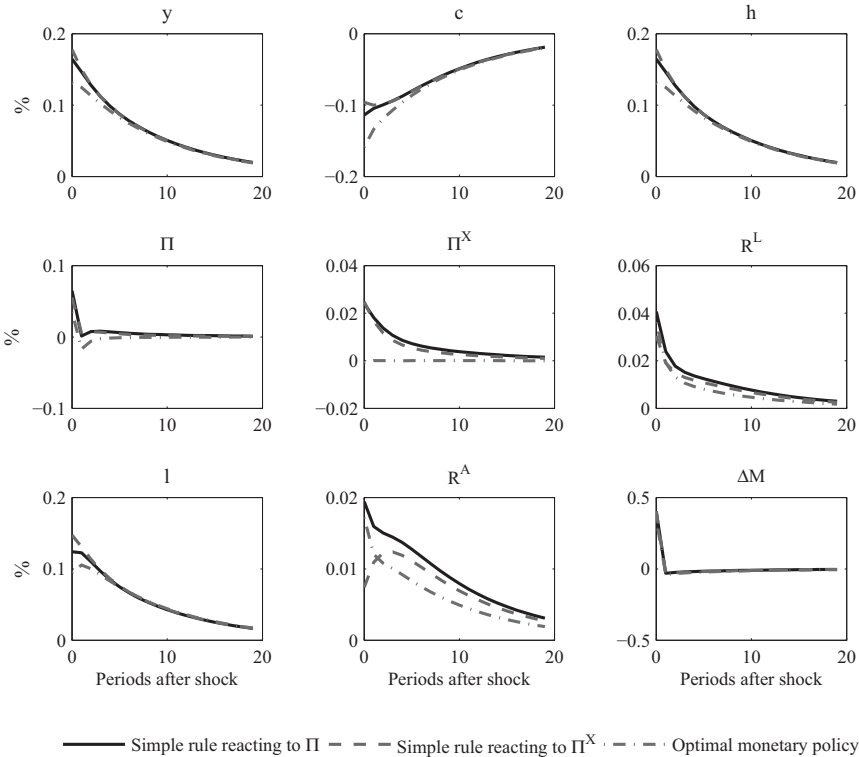 y
c
h
%
0.2
0.1
0
0 10 20
0
−0.1
−0.2
0 10 20
0.2
0.1
0
0 10 20
Π
Π^X
R^L
%
0.1
0
−0.1
0 10 20
0.04
0.02
0
−0.02
0 10 20
0.06
0.04
0.02
0
0 10 20
l
R^A
ΔM
%
0.2
0.1
0
0 10 20
Periods after shock
0.02
0.01
0
0 10 20
Periods after shock
0.5
0
−0.5
0 10 20
Periods after shock
Simple rule reacting to Π Simple rule reacting to Π^X Optimal monetary policy